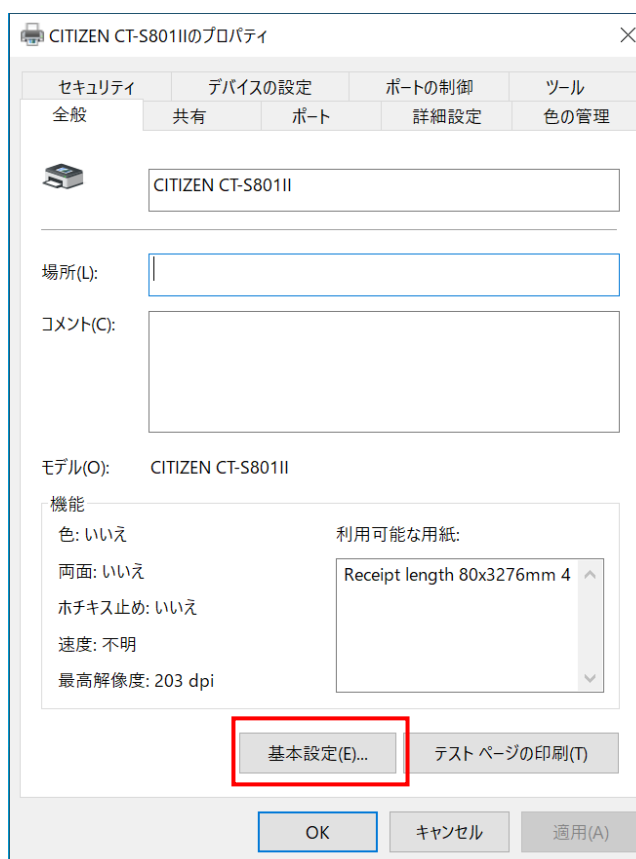 CITIZEN CT-S801IIのプロパティ
セキュリティ デバイスの設定 ポートの制御 ツール
全般 共有 ポート 詳細設定 色の管理
CITIZEN CT-S801II
場所(L):
コメント(C):
モデル(O): CITIZEN CT-S801II
機能
色: いいえ
両面: いいえ
ホチキス止め: いいえ
速度: 不明
最高解像度: 203 dpi
利用可能な用紙:
Receipt length 80x3276mm 4
基本設定(E)... テスト ページの印刷(T)
OK キャンセル 適用(A)